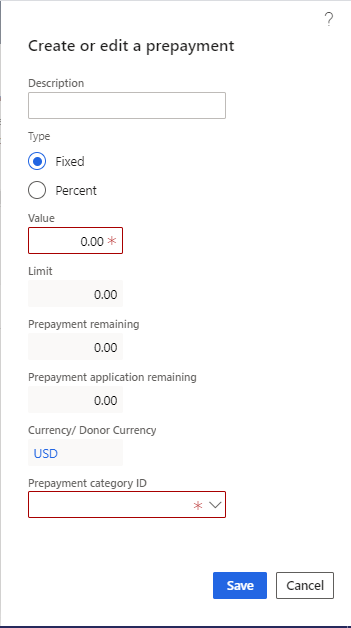 ?
Create or edit a prepayment
Description
Type
Fixed
Percent
Value
0.00 *
Limit
0.00
Prepayment remaining
0.00
Prepayment application remaining
0.00
Currency/ Donor Currency
USD
Prepayment category ID
*
Save Cancel